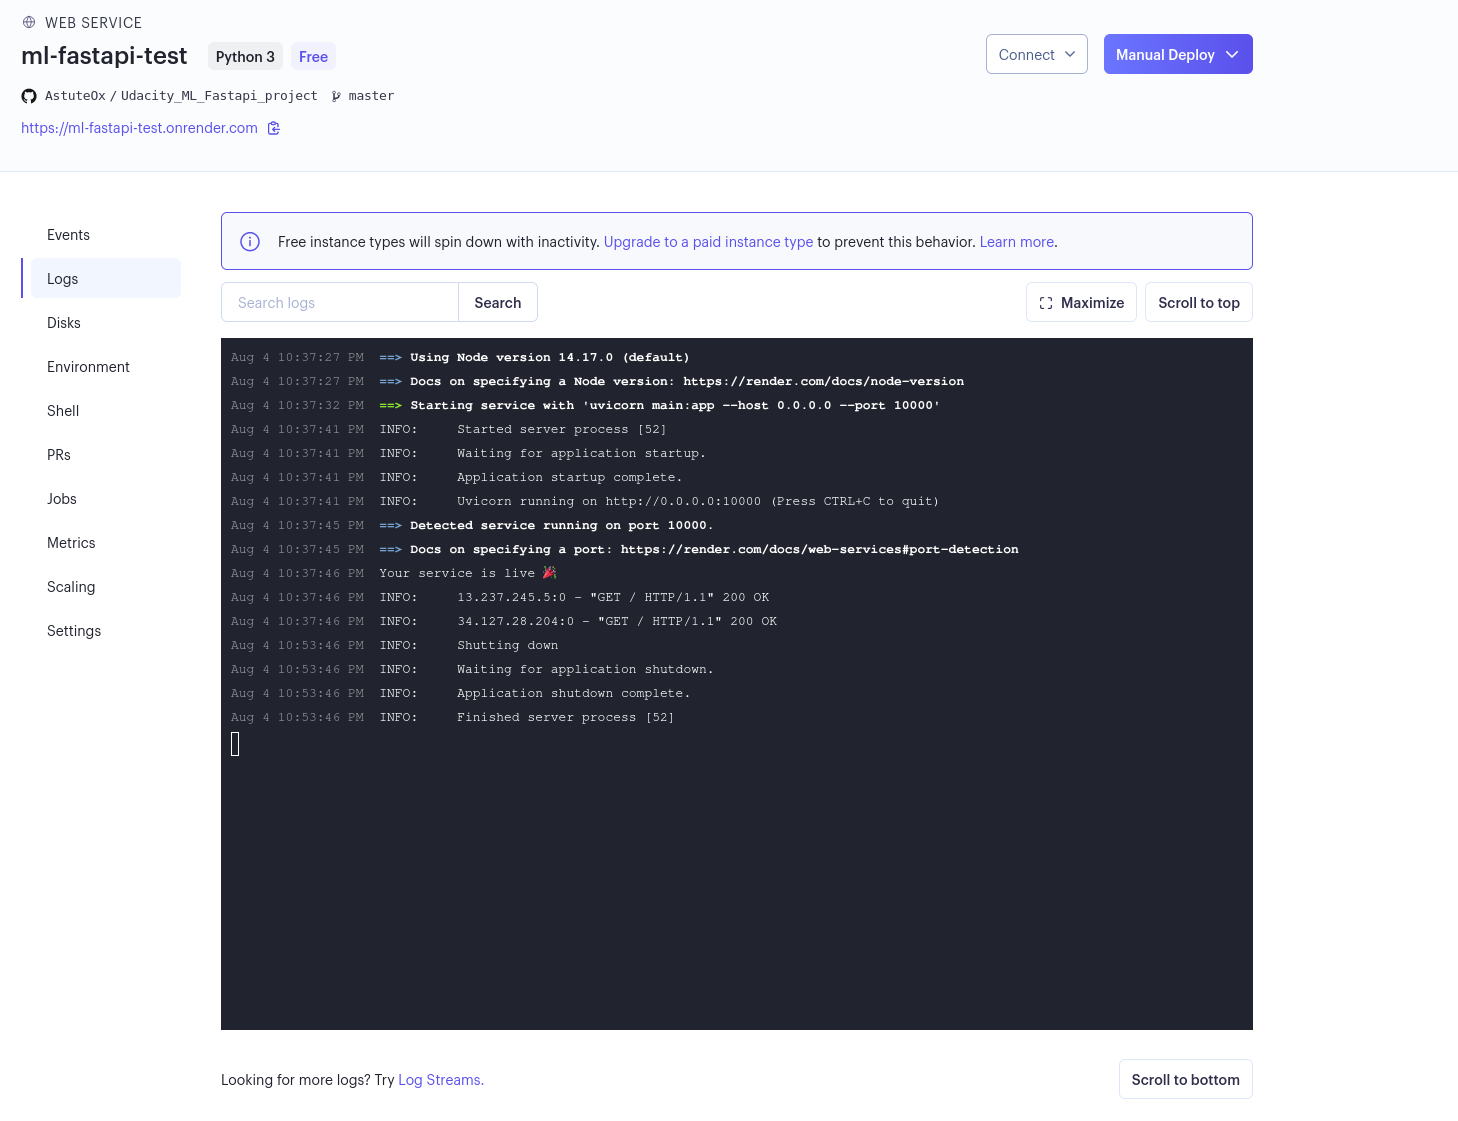 WEB SERVICE
ml-fastapi-test Python 3 Free Connect Manual Deploy
AstuteOx / Udacity_ML_Fastapi_project master
https://ml-fastapi-test.onrender.com
Events
Logs
Disks
Environment
Shell
PRs
Jobs
Metrics
Scaling
Settings
Free instance types will spin down with inactivity. Upgrade to a paid instance type to prevent this behavior. Learn more.
Search logs Search Maximize Scroll to top
Aug 4 10:37:27 PM ==> Using Node version 14.17.0 (default)
Aug 4 10:37:27 PM ==> Docs on specifying a Node version: https://render.com/docs/node-version
Aug 4 10:37:32 PM ==> Starting service with 'uvicorn main:app --host 0.0.0.0 --port 10000'
Aug 4 10:37:41 PM INFO: Started server process [52]
Aug 4 10:37:41 PM INFO: Waiting for application startup.
Aug 4 10:37:41 PM INFO: Application startup complete.
Aug 4 10:37:41 PM INFO: Uvicorn running on http://0.0.0.0:10000 (Press CTRL+C to quit)
Aug 4 10:37:45 PM ==> Detected service running on port 10000.
Aug 4 10:37:45 PM ==> Docs on specifying a port: https://render.com/docs/web-services#port-detection
Aug 4 10:37:46 PM Your service is live 🎉
Aug 4 10:37:46 PM INFO: 13.237.245.5:0 - "GET / HTTP/1.1" 200 OK
Aug 4 10:37:46 PM INFO: 34.127.28.204:0 - "GET / HTTP/1.1" 200 OK
Aug 4 10:53:46 PM INFO: Shutting down
Aug 4 10:53:46 PM INFO: Waiting for application shutdown.
Aug 4 10:53:46 PM INFO: Application shutdown complete.
Aug 4 10:53:46 PM INFO: Finished server process [52]
Looking for more logs? Try Log Streams. Scroll to bottom